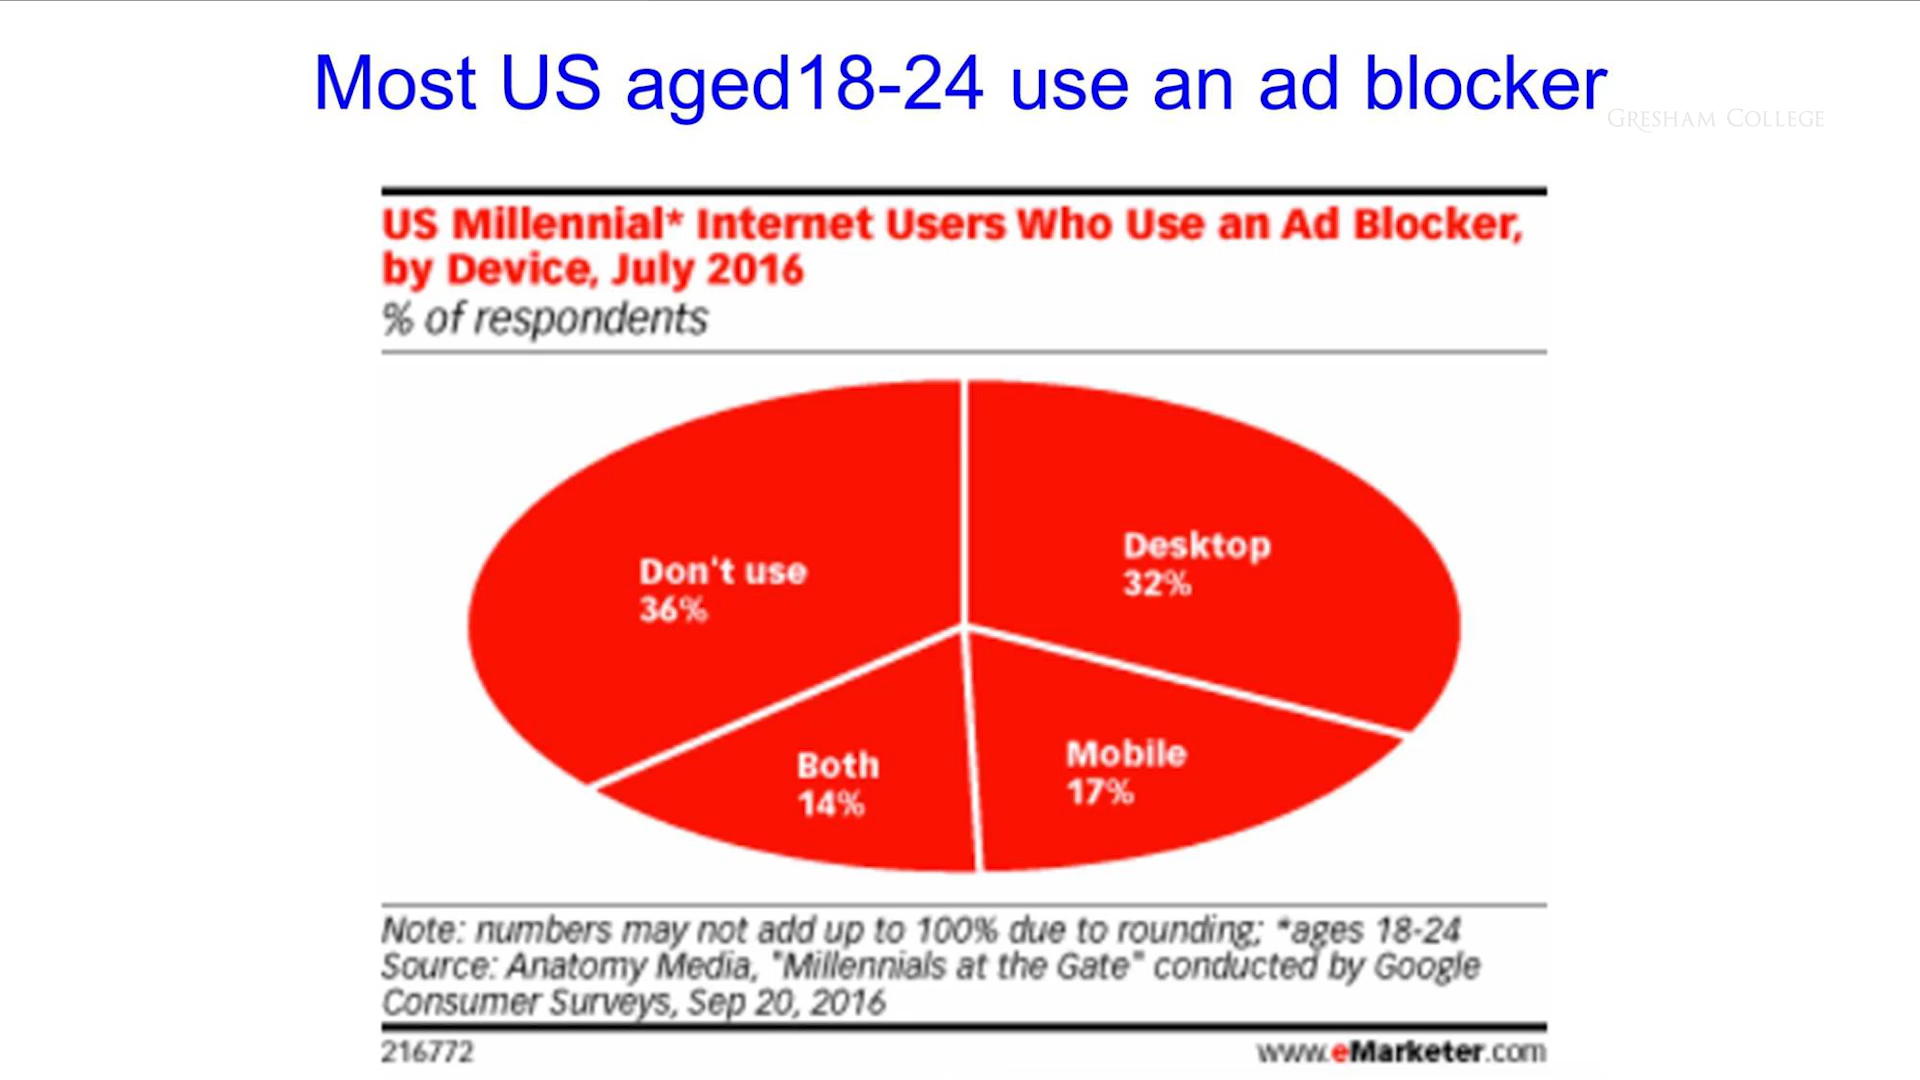 Most US aged18-24 use an ad blocker
GRESHAM COLLEGE
US Millennial* Internet Users Who Use an Ad Blocker,
by Device, July 2016
% of respondents
Desktop
32%
Don't use
36%
Mobile
17%
Both
14%
Note: numbers may not add up to 100% due to rounding; *ages 18-24
Source: Anatomy Media, "Millennials at the Gate" conducted by Google
Consumer Surveys, Sep 20, 2016
216772
www.eMarketer.com